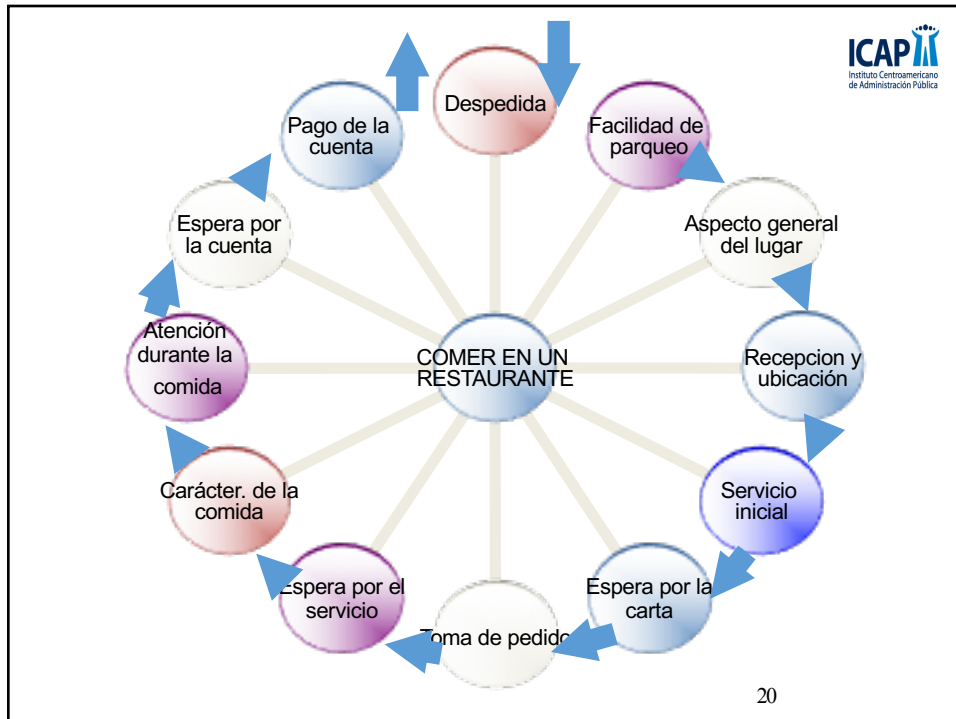 ICAP
Instituto Centroamericano
de Administración Pública
Despedida
Facilidad de
parqueo
Aspecto general
del lugar
Recepcion y
ubicación
Servicio
inicial
Espera por la
carta
Toma de pedido
Espera por el
servicio
Carácter. de la
comida
Atención
durante la
comida
Espera por
la cuenta
Pago de la
cuenta
COMER EN UN
RESTAURANTE
20